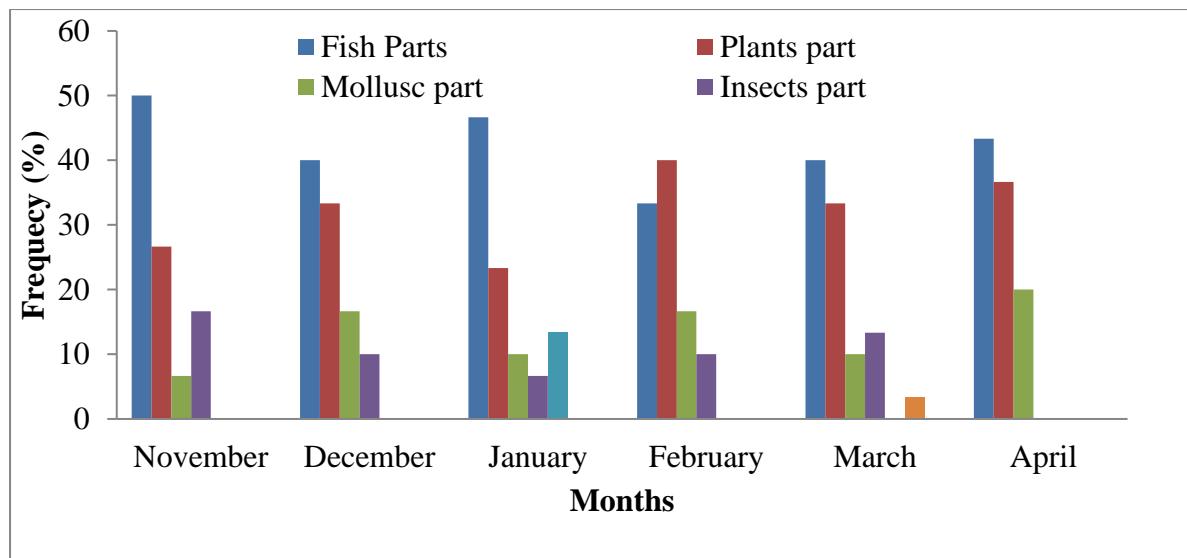 60
50
40
30
20
10
0
Frequecy (%)
Fish Parts Plants part
Mollusc part Insects part
November December January February March April
Months